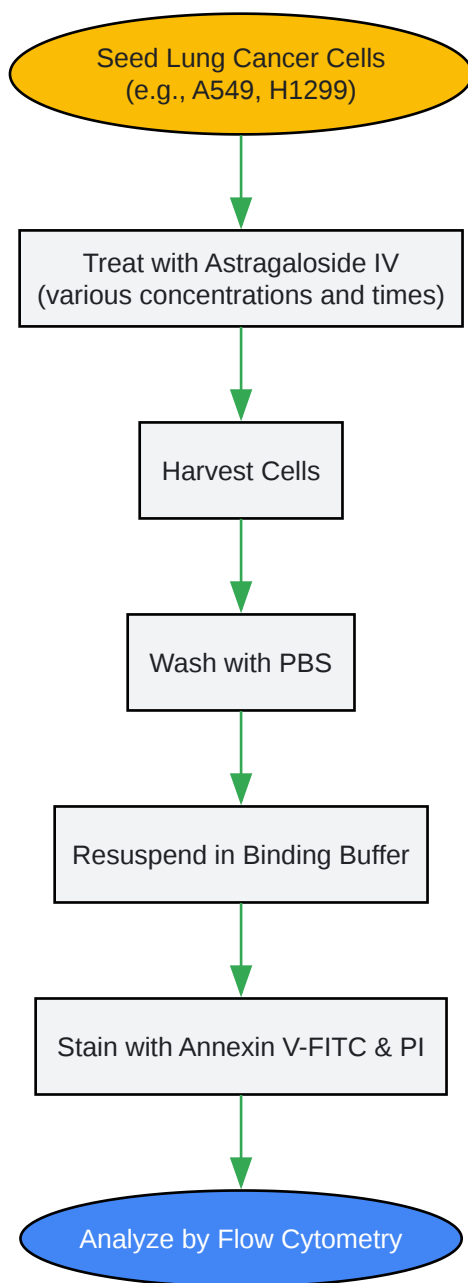 Seed Lung Cancer Cells
(e.g., A549, H1299)
Treat with Astragaloside IV
(various concentrations and times)
Harvest Cells
Wash with PBS
Resuspend in Binding Buffer
Stain with Annexin V-FITC & PI
Analyze by Flow Cytometry